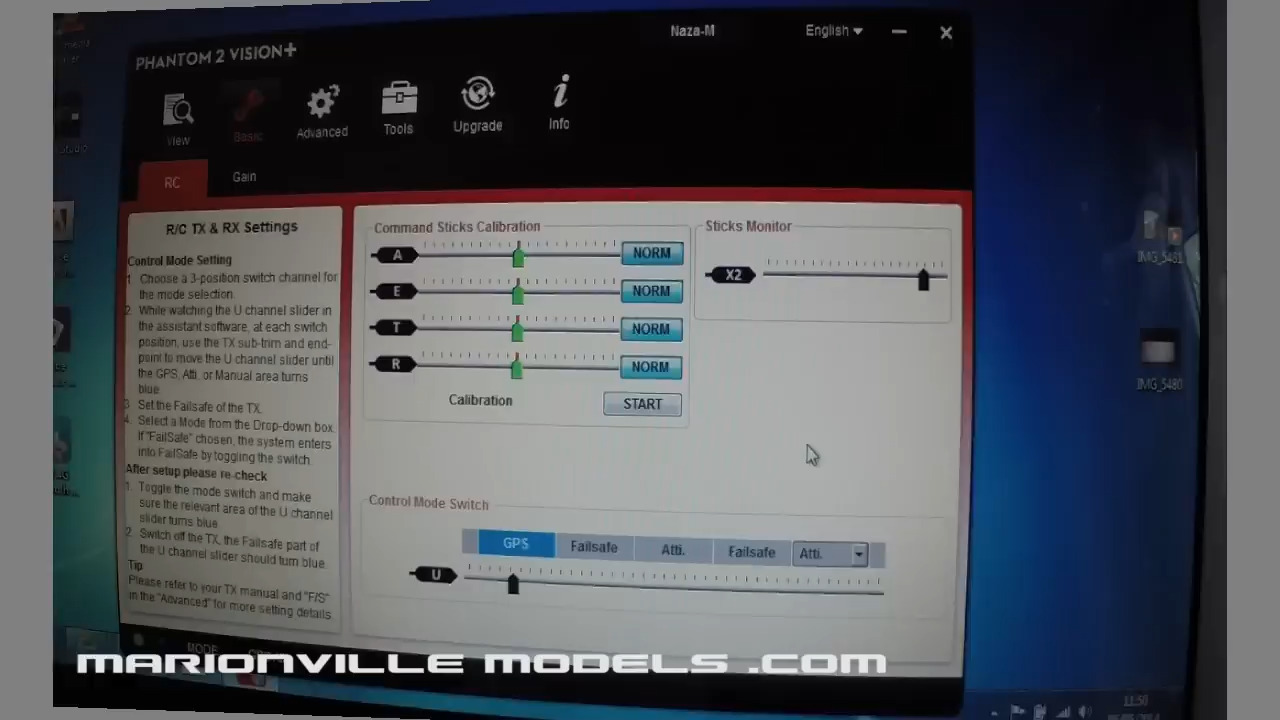 Naza-M
English
PHANTOM 2 VISION+
View
Basic
Advanced
Tools
Upgrade
Info
RC
Gain
R/C TX & RX Settings
Control Mode Setting
1. Choose a 3-position switch channel for
the mode selection.
2. While watching the U channel slider in
the assistant software, at each switch
position, use the TX sub-trim and end-
point to move the U channel slider until
the GPS, Atti. or Manual area turns
blue.
3. Set the Failsafe of the TX.
4. Select a Mode from the Drop-down box.
If "FailSafe" chosen, the system enters
into FailSafe by toggling the switch.
After setup please re-check
1. Toggle the mode switch and make
sure the relevant area of the U channel
slider turns blue.
2. Switch off the TX, the Failsafe part of
the U channel slider should turn blue.
Tip
Please refer to your TX manual and "F/S"
in the "Advanced" for more setting details.
Command Sticks Calibration
A NORM
E NORM
T NORM
R NORM
Calibration START
Sticks Monitor
X2
Control Mode Switch
GPS Failsafe Atti. Failsafe Atti.
U
MODE
IMG_5481
IMG_5480
11:50
MARIONVILLE MODELS .COM